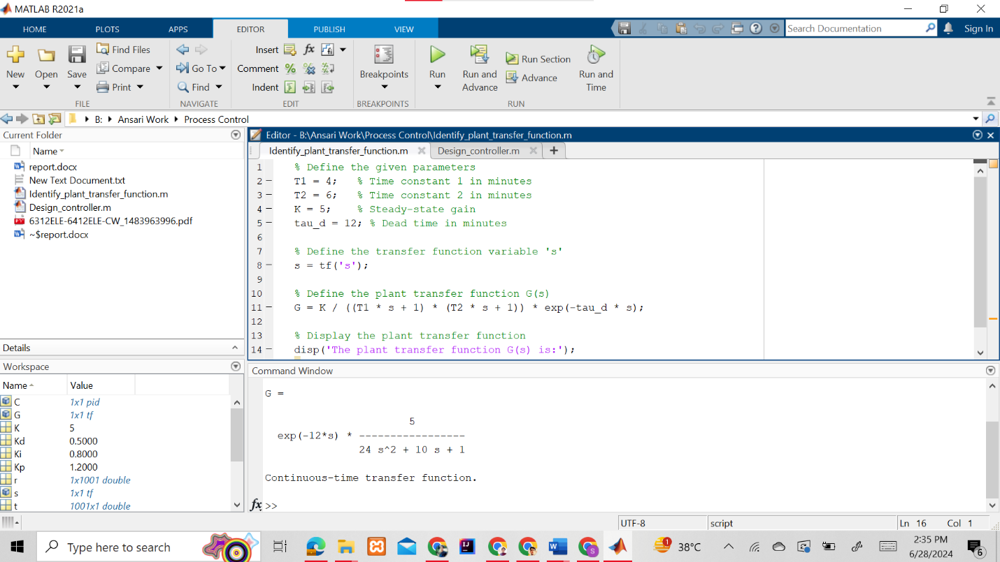 MATLAB R2021a
HOME PLOTS APPS EDITOR PUBLISH VIEW Search Documentation Sign In
New Open Save Find Files Compare Print
FILE
Go To Find
NAVIGATE
Insert fx
Comment
Indent
EDIT
Breakpoints
BREAKPOINTS
Run Run and Advance Run Section Advance Run and Time
RUN
B: Ansari Work Process Control
Current Folder
Name
report.docx
New Text Document.txt
Identify_plant_transfer_function.m
Design_controller.m
6312ELE-6412ELE-CW_1483963996.pdf
~$report.docx
Details
Workspace
Name Value
C 1x1 pid
G 1x1 tf
K 5
Kd 0.5000
Ki 0.8000
Kp 1.2000
r 1x1001 double
s 1x1 tf
t 1001x1 double
Editor - B:\Ansari Work\Process Control\Identify_plant_transfer_function.m
Identify_plant_transfer_function.m Design_controller.m +
1 % Define the given parameters
2 - T1 = 4; % Time constant 1 in minutes
3 - T2 = 6; % Time constant 2 in minutes
4 - K = 5; % Steady-state gain
5 - tau_d = 12; % Dead time in minutes
6
7 % Define the transfer function variable 's'
8 - s = tf('s');
9
10 % Define the plant transfer function G(s)
11 - G = K / ((T1 * s + 1) * (T2 * s + 1)) * exp(-tau_d * s);
12
13 % Display the plant transfer function
14 - disp('The plant transfer function G(s) is:');
Command Window
G =
5
exp(-12*s) * -----------------
24 s^2 + 10 s + 1
Continuous-time transfer function.
fx >>
UTF-8 script Ln 16 Col 1
Type here to search
1 38°C
2:35 PM
6/28/2024
6